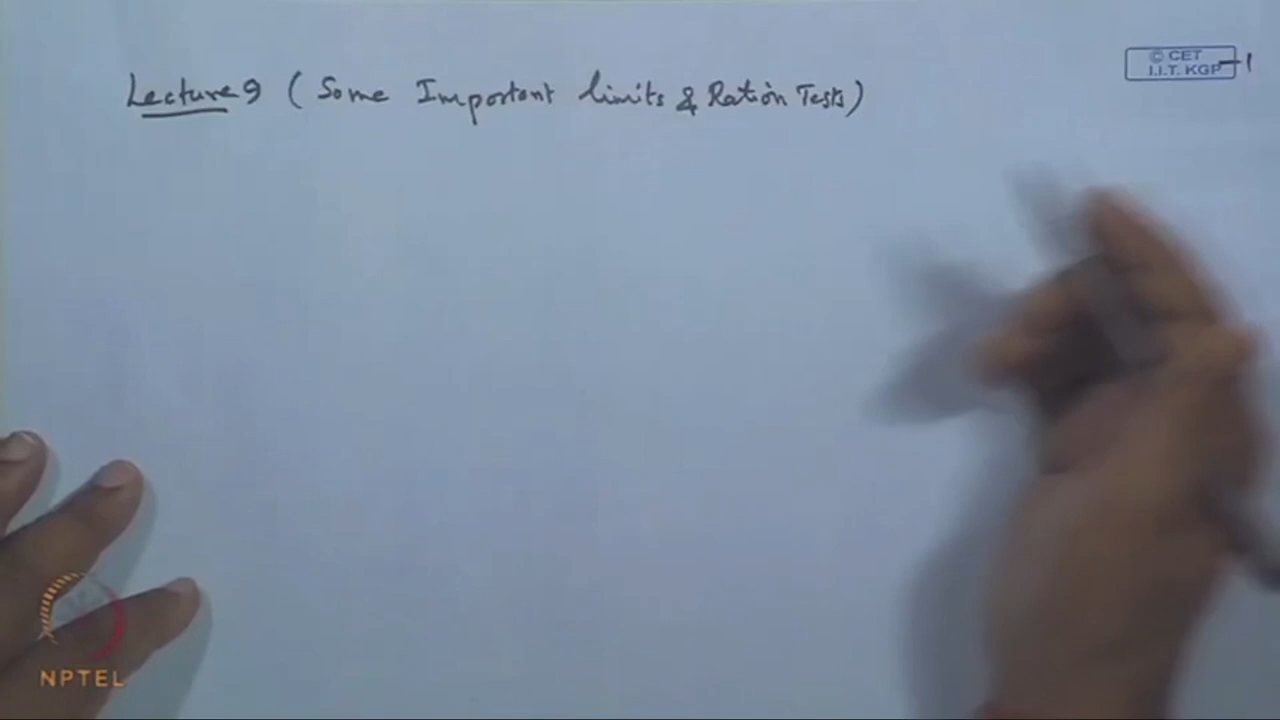 Lecture 9 (Some Important limits & Ration Tests)
© CET
I.I.T. KGP
1
NPTEL